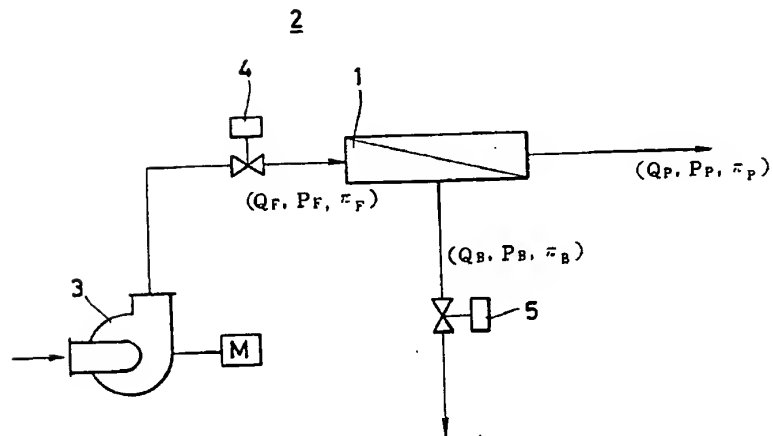 2
4
1
(QF, PF, πF)
(QP, PP, πP)
(QB, PB, πB)
3
5
M